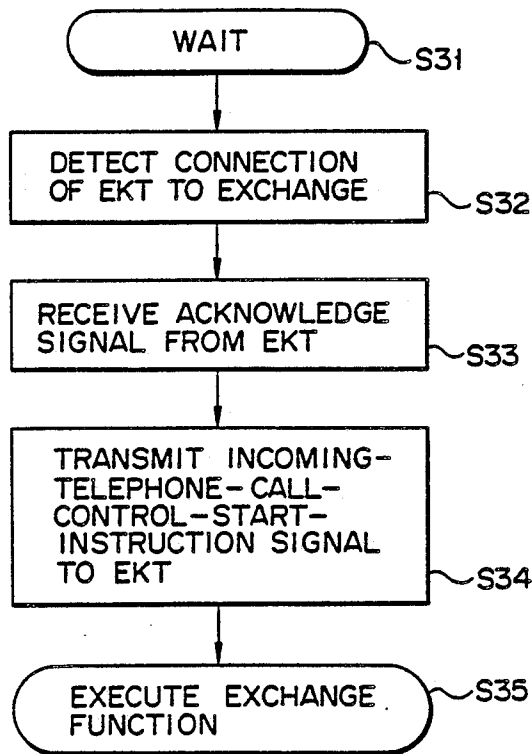 WAIT
S31
DETECT CONNECTION
OF EKT TO EXCHANGE
S32
RECEIVE ACKNOWLEDGE
SIGNAL FROM EKT
S33
TRANSMIT INCOMING-
TELEPHONE-CALL-
CONTROL-START-
INSTRUCTION SIGNAL
TO EKT
S34
EXECUTE EXCHANGE
FUNCTION
S35